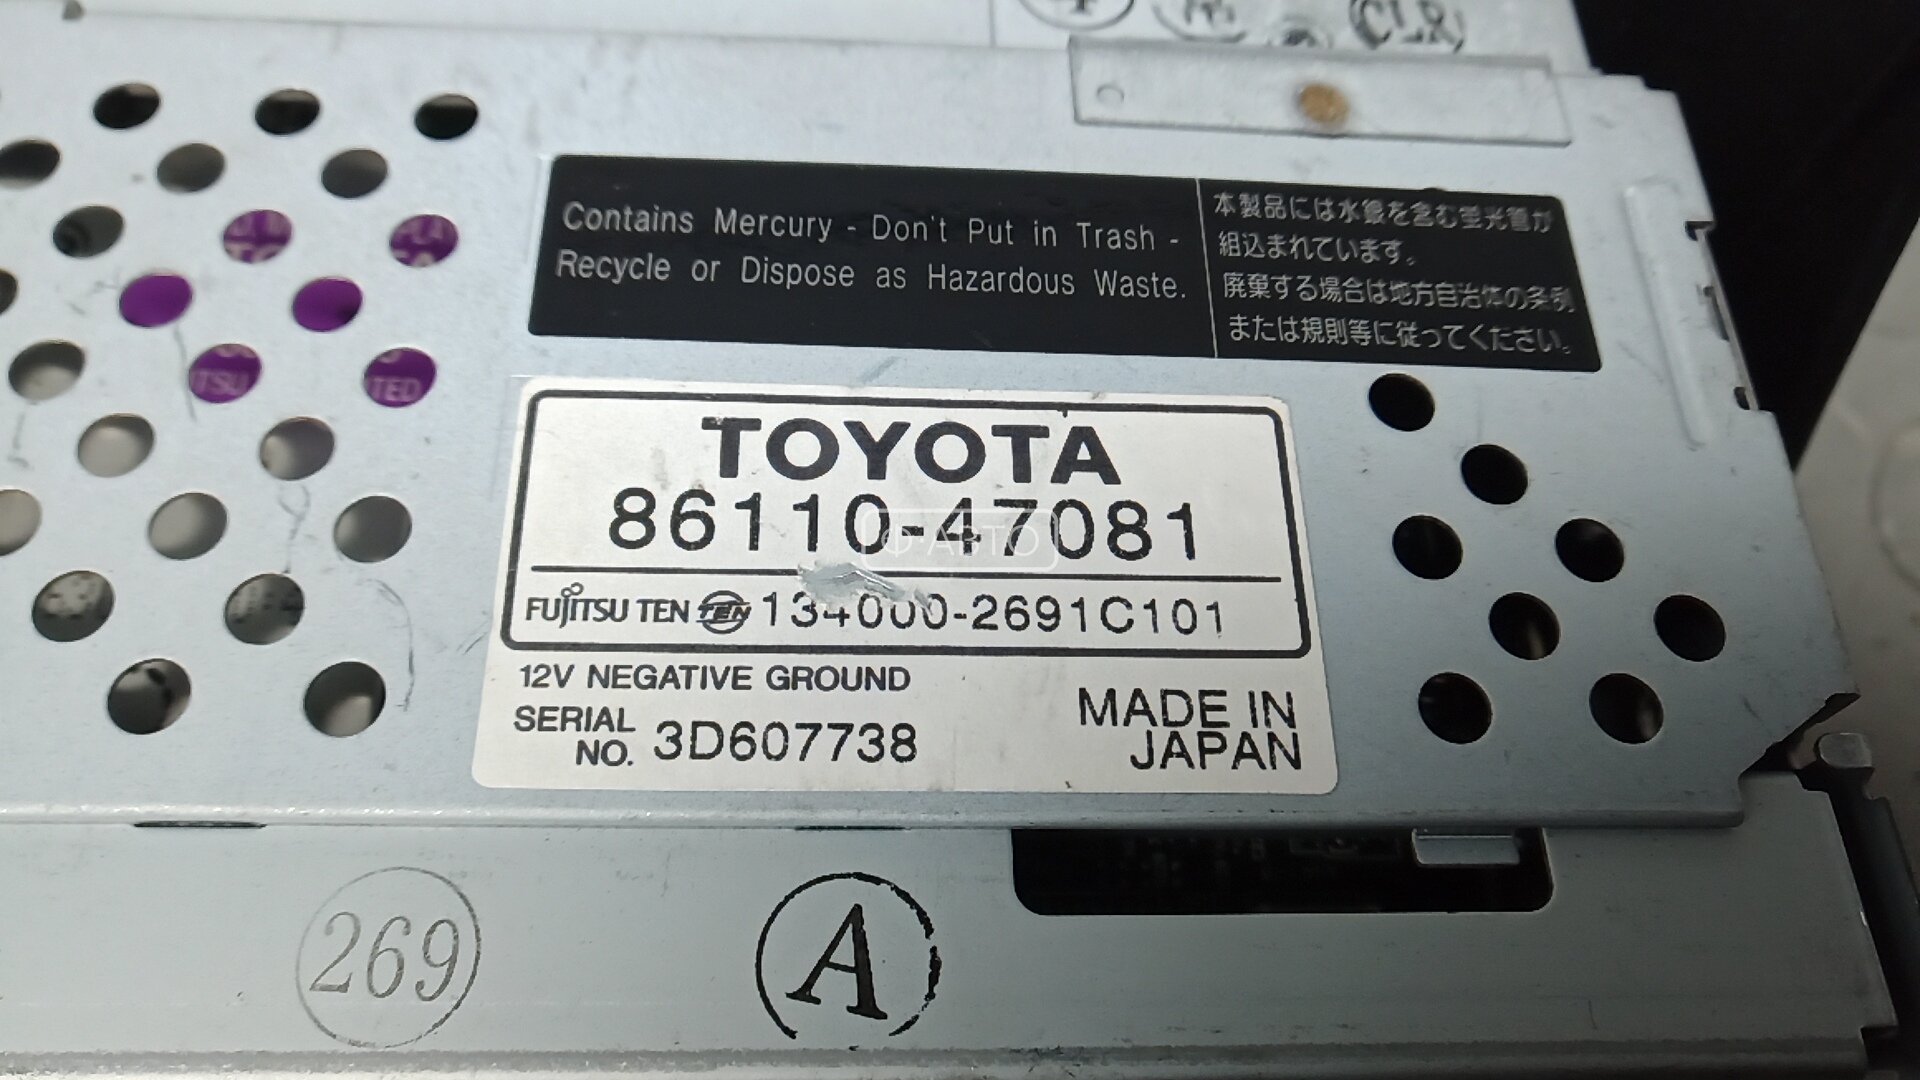 Contains Mercury - Don't Put in Trash -
Recycle or Dispose as Hazardous Waste.
本製品には水銀を含む蛍光管が
組込まれています。
廃棄する場合は地方自治体の条例
または規則等に従ってください。
TOYOTA
86110-47081
Ф-АВТО
FUJITSU TEN TEN 134000-2691C101
12V NEGATIVE GROUND
SERIAL
NO. 3D607738
MADE IN
JAPAN
ITSU
TED
269
A